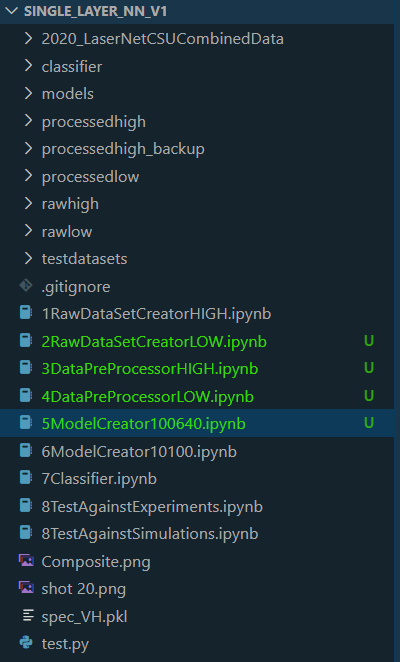 SINGLE_LAYER_NN_V1
2020_LaserNetCSUCombinedData
classifier
models
processedhigh
processedhigh_backup
processedlow
rawhigh
rawlow
testdatasets
.gitignore
1RawDataSetCreatorHIGH.ipynb
2RawDataSetCreatorLOW.ipynb U
3DataPreProcessorHIGH.ipynb U
4DataPreProcessorLOW.ipynb U
5ModelCreator100640.ipynb U
6ModelCreator10100.ipynb
7Classifier.ipynb
8TestAgainstExperiments.ipynb
8TestAgainstSimulations.ipynb
Composite.png
shot 20.png
spec_VH.pkl
test.py